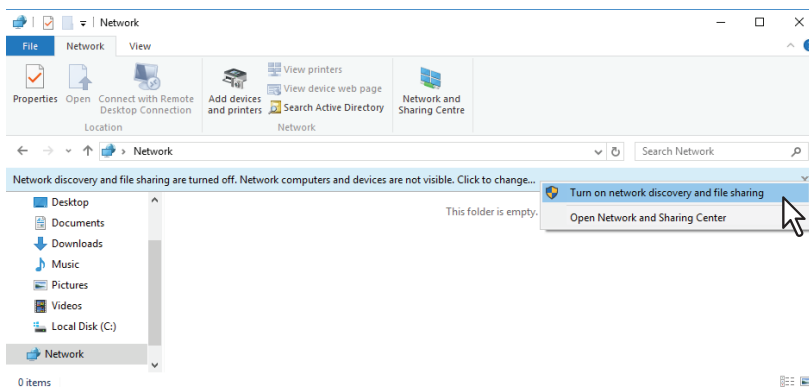 Network
File Network View
Properties Open Connect with Remote Desktop Connection
Location
Add devices and printers
View printers
View device web page
Search Active Directory
Network
Network and Sharing Centre
Network
Search Network
Network discovery and file sharing are turned off. Network computers and devices are not visible. Click to change...
Turn on network discovery and file sharing
Open Network and Sharing Center
This folder is empty.
Desktop
Documents
Downloads
Music
Pictures
Videos
Local Disk (C:)
Network
0 items